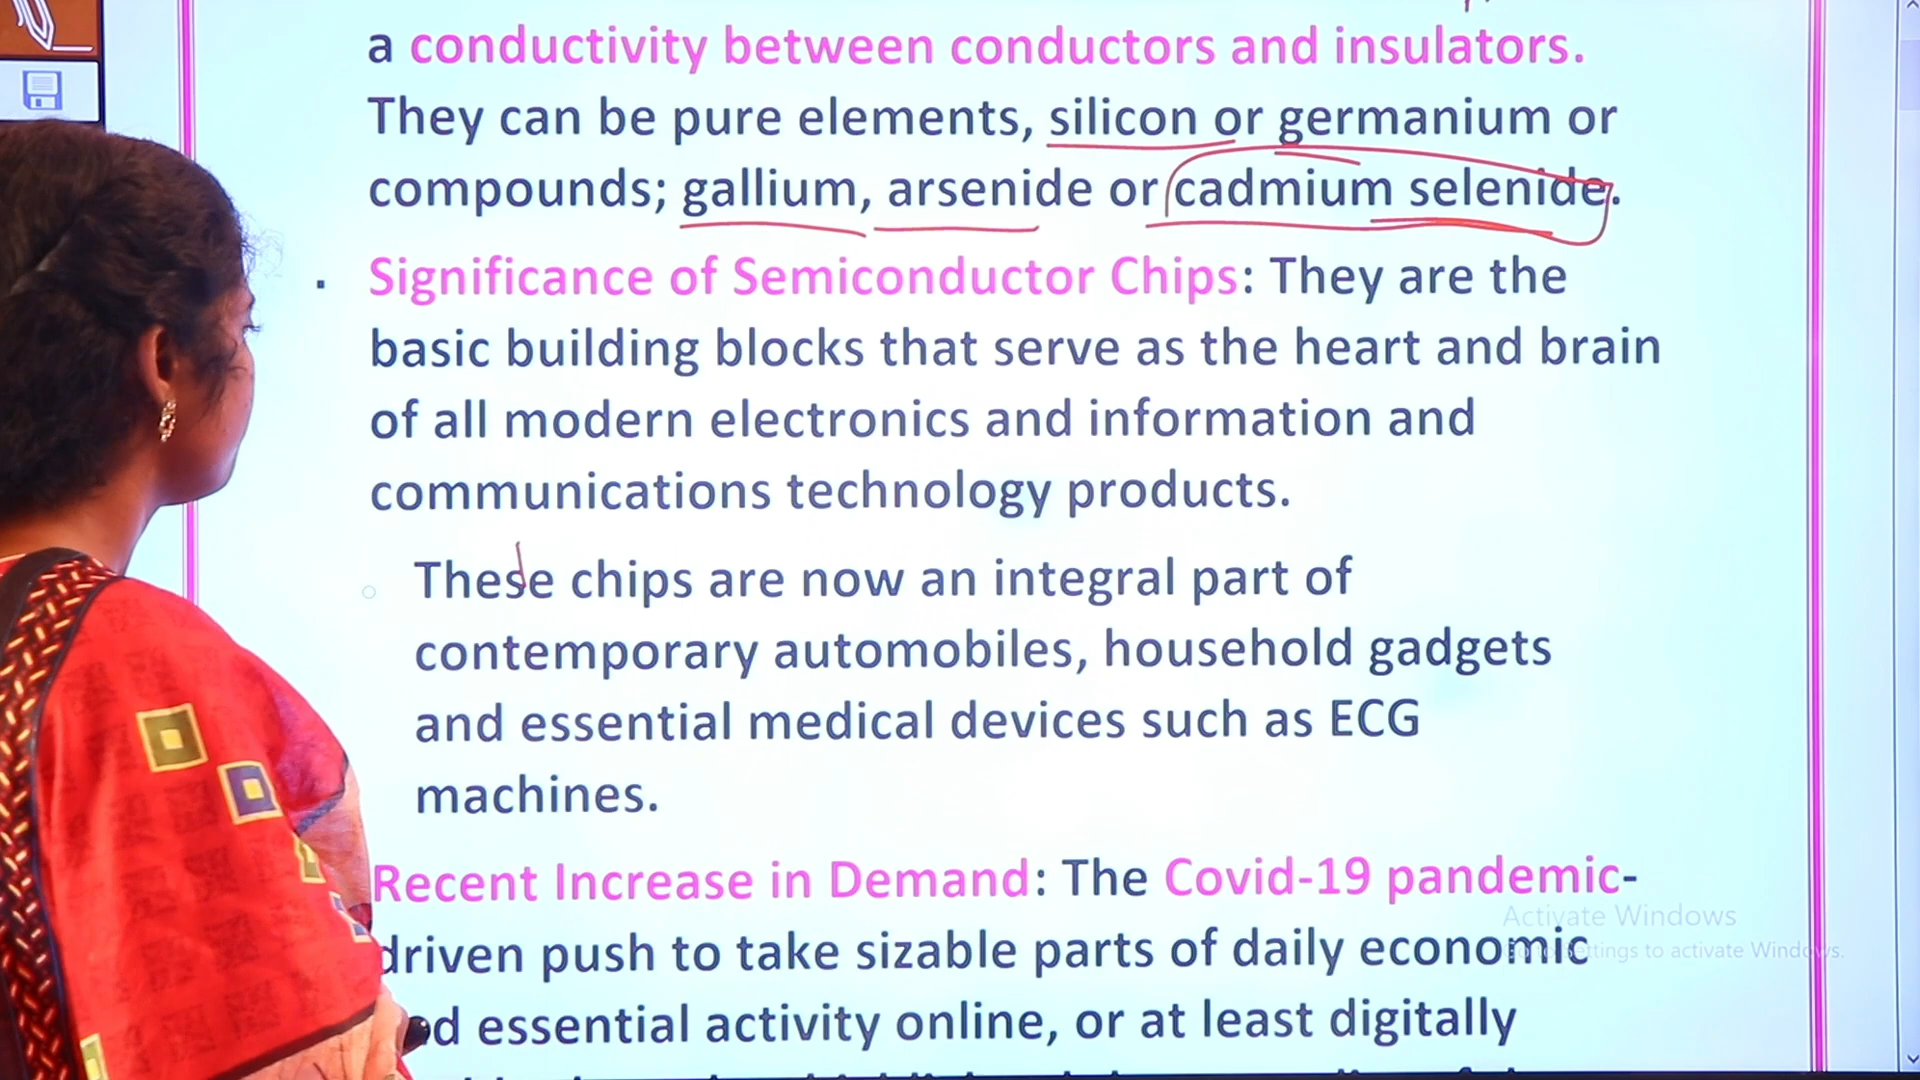 a conductivity between conductors and insulators.
They can be pure elements, silicon or germanium or
compounds; gallium, arsenide or cadmium selenide.
Significance of Semiconductor Chips: They are the
basic building blocks that serve as the heart and brain
of all modern electronics and information and
communications technology products.
These chips are now an integral part of
contemporary automobiles, household gadgets
and essential medical devices such as ECG
machines.
Recent Increase in Demand: The Covid-19 pandemic-
driven push to take sizable parts of daily economic
essential activity online, or at least digitally
Activate Windows
to activate Windows.